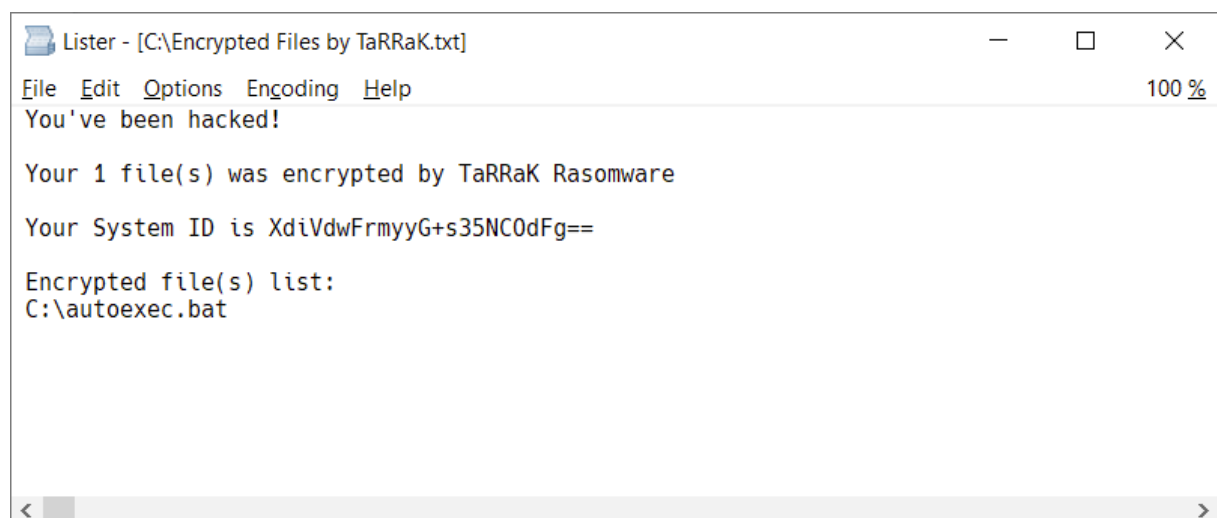 Lister - [C:\Encrypted Files by TaRRaK.txt]
File Edit Options Encoding Help 100 %
You've been hacked!
Your 1 file(s) was encrypted by TaRRaK Rasomware
Your System ID is XdiVdwFrmyyG+s35NCOdFg==
Encrypted file(s) list:
C:\autoexec.bat